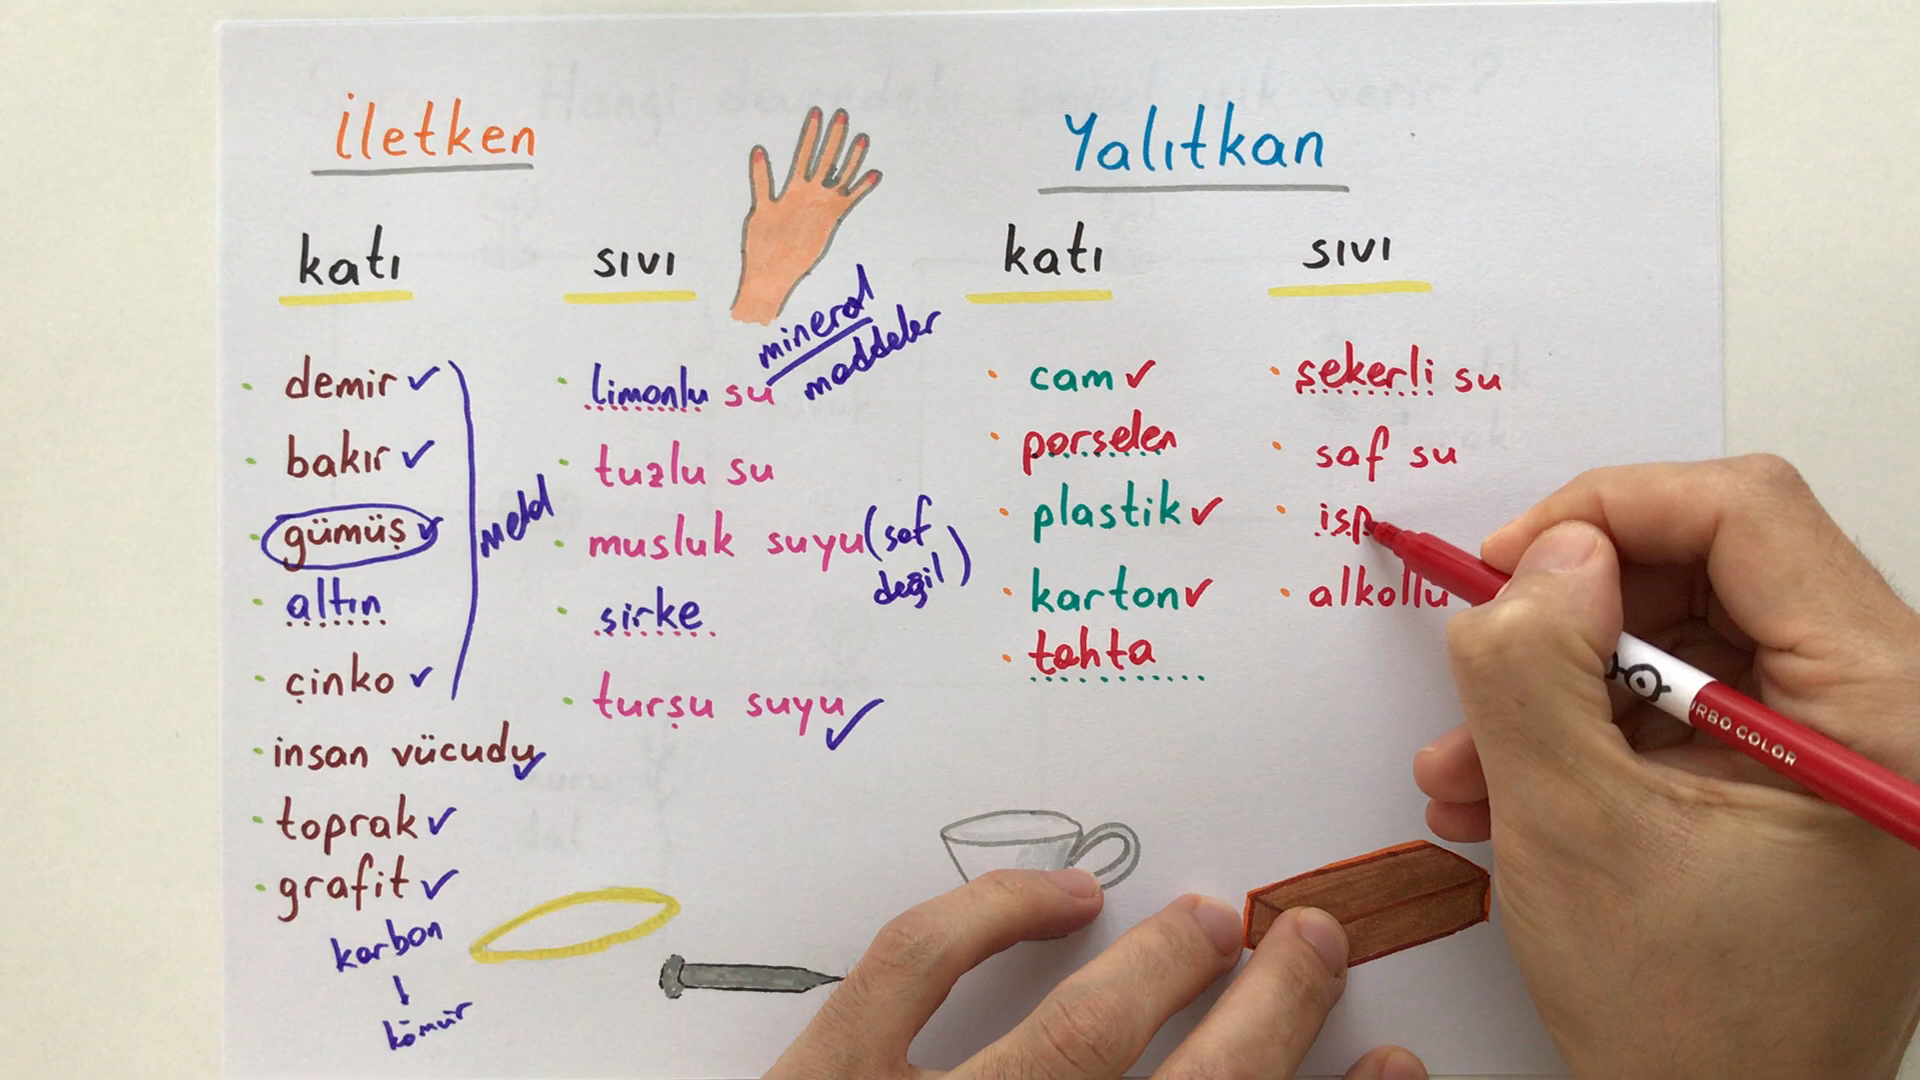 İletken
Yalıtkan
katı
sıvı
katı
sıvı
demir
bakır
gümüş
altın
çinko
insan vücudu
toprak
grafit
karbon
kömür
metal
limonlu su
tuzlu su
musluk suyu (saf
değil)
sirke
turşu suyu
mineral
maddeler
cam
porselen
plastik
karton
tahta
şekerli su
saf su
isp
alkollü
URBO COLOR